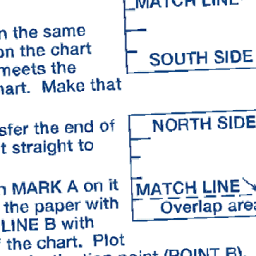 MATCH LINE
n the same
on the chart
meets the
hart. Make that
SOUTH SIDE
sfer the end of
t straight to
NORTH SIDE
n MARK A on it
the paper with
LINE B with
f the chart. Plot
MATCH LINE
Overlap area
point (POINT B).